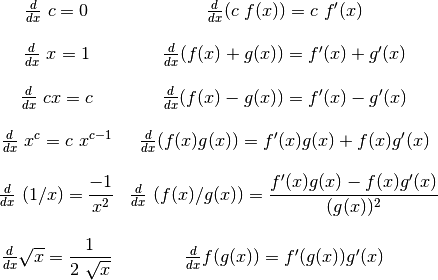 d/dx c = 0    d/dx (c f(x)) = c f′(x)
d/dx x = 1    d/dx (f(x) + g(x)) = f′(x) + g′(x)
d/dx cx = c    d/dx (f(x) − g(x)) = f′(x) − g′(x)
d/dx x^c = c x^{c−1}    d/dx (f(x)g(x)) = f′(x)g(x) + f(x)g′(x)
d/dx (1/x) = −1/x^2    d/dx (f(x)/g(x)) = (f′(x)g(x) − f(x)g′(x))/(g(x))^2
d/dx √x = 1/(2 √x)    d/dx f(g(x)) = f′(g(x))g′(x)